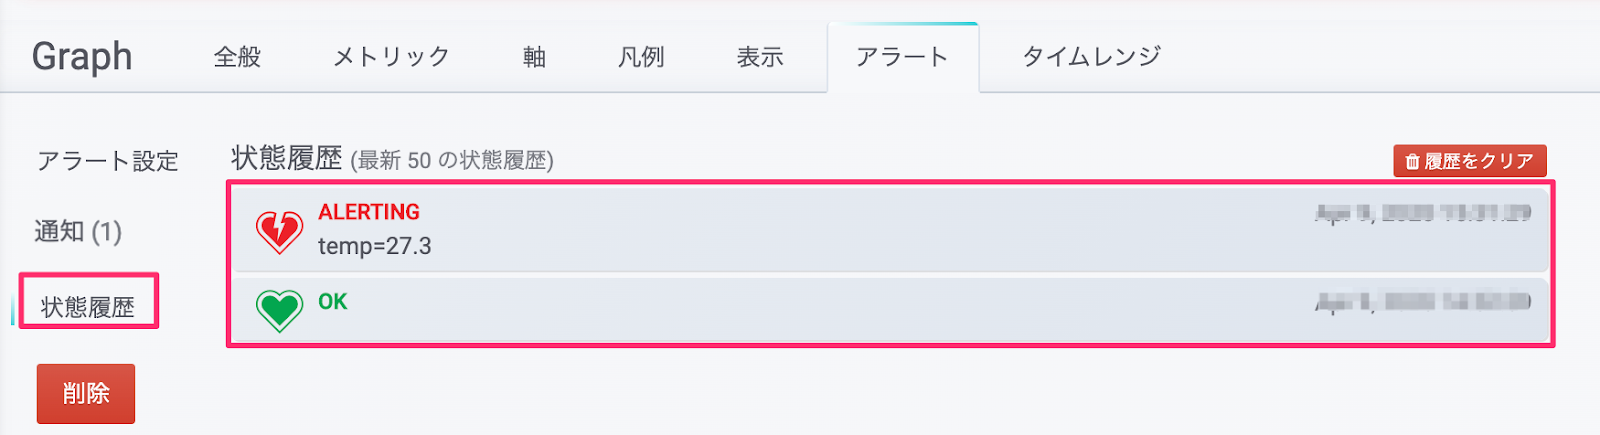 Graph 全般 メトリック 軸 凡例 表示 アラート タイムレンジ
アラート設定
通知 (1)
状態履歴
削除
状態履歴 (最新 50 の状態履歴)
履歴をクリア
ALERTING
temp=27.3
OK